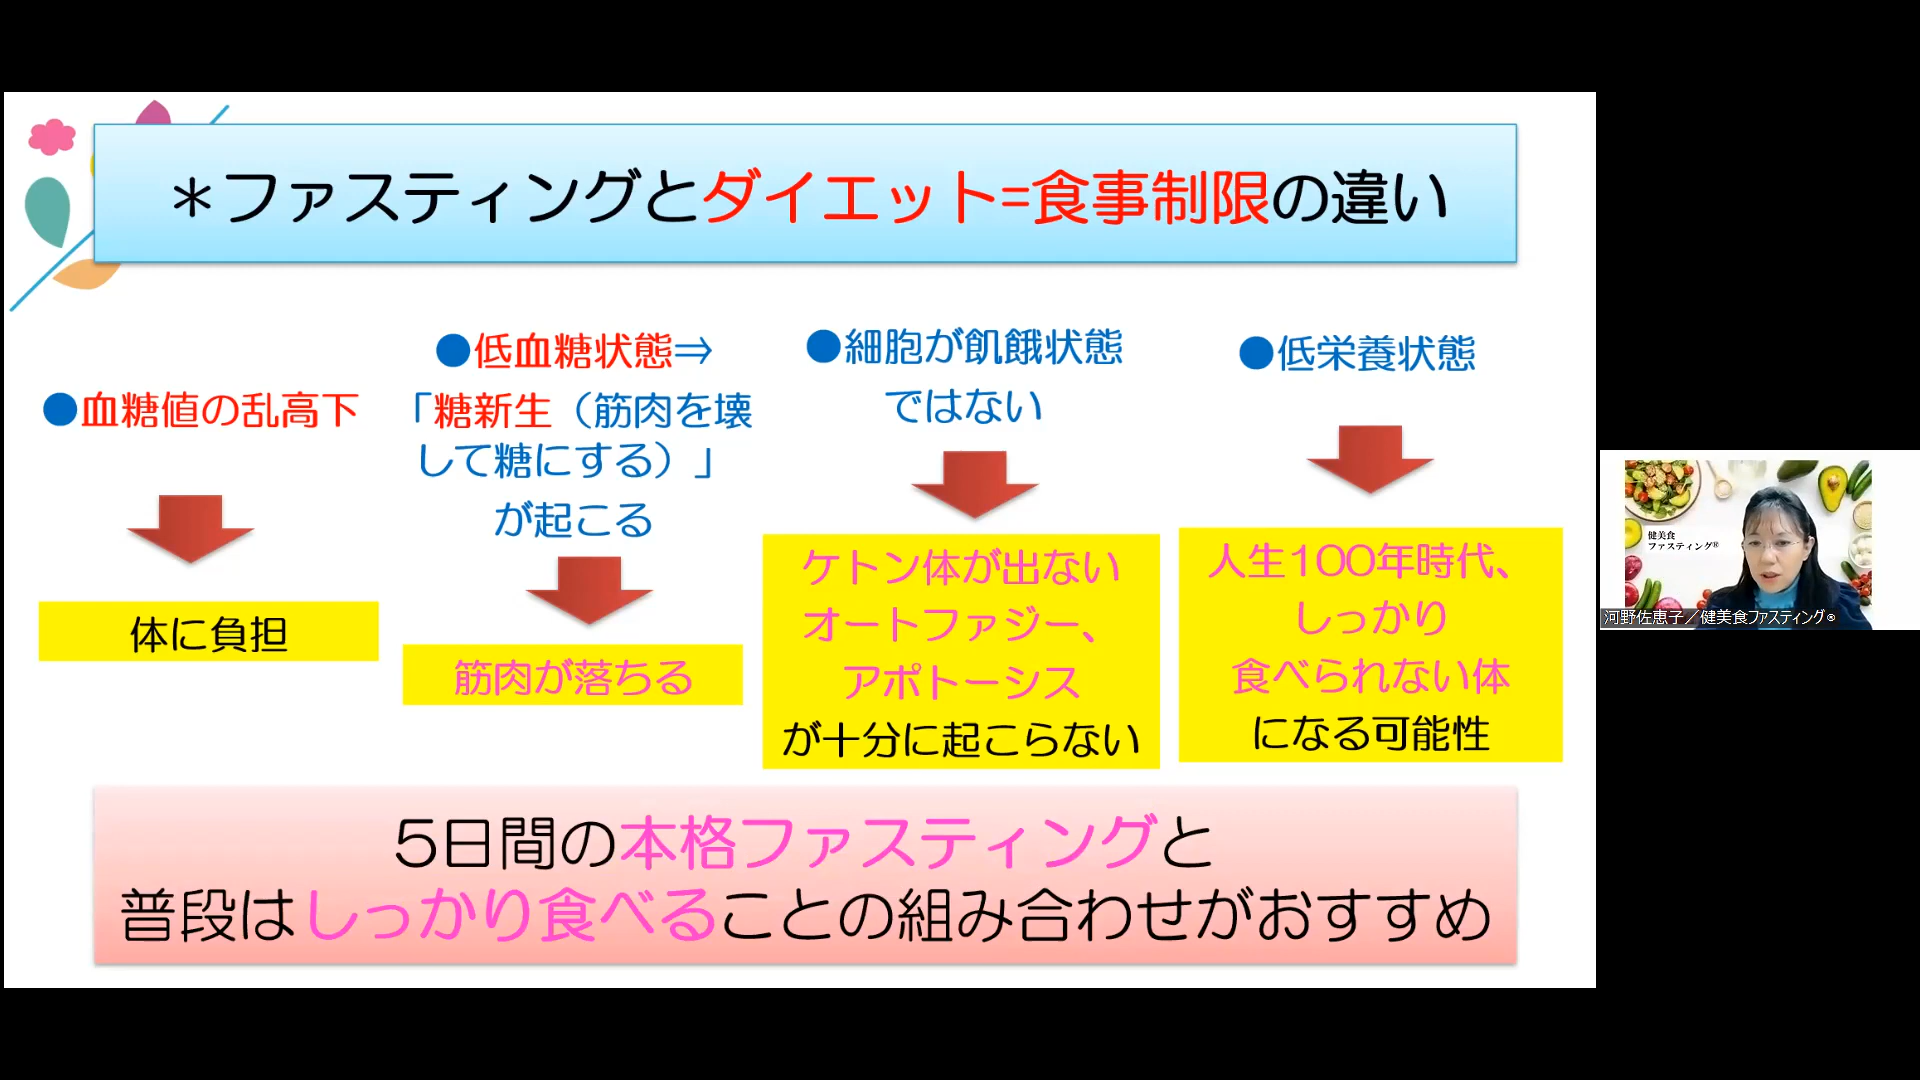 ＊ファスティングとダイエット=食事制限の違い
●血糖値の乱高下
体に負担
●低血糖状態⇒
「糖新生（筋肉を壊
して糖にする）」
が起こる
筋肉が落ちる
●細胞が飢餓状態
ではない
ケトン体が出ない
オートファジー、
アポトーシス
が十分に起こらない
●低栄養状態
人生100年時代、
しっかり
食べられない体
になる可能性
5日間の本格ファスティングと
普段はしっかり食べることの組み合わせがおすすめ
健美食
ファスティング®
河野佐恵子／健美食ファスティング®